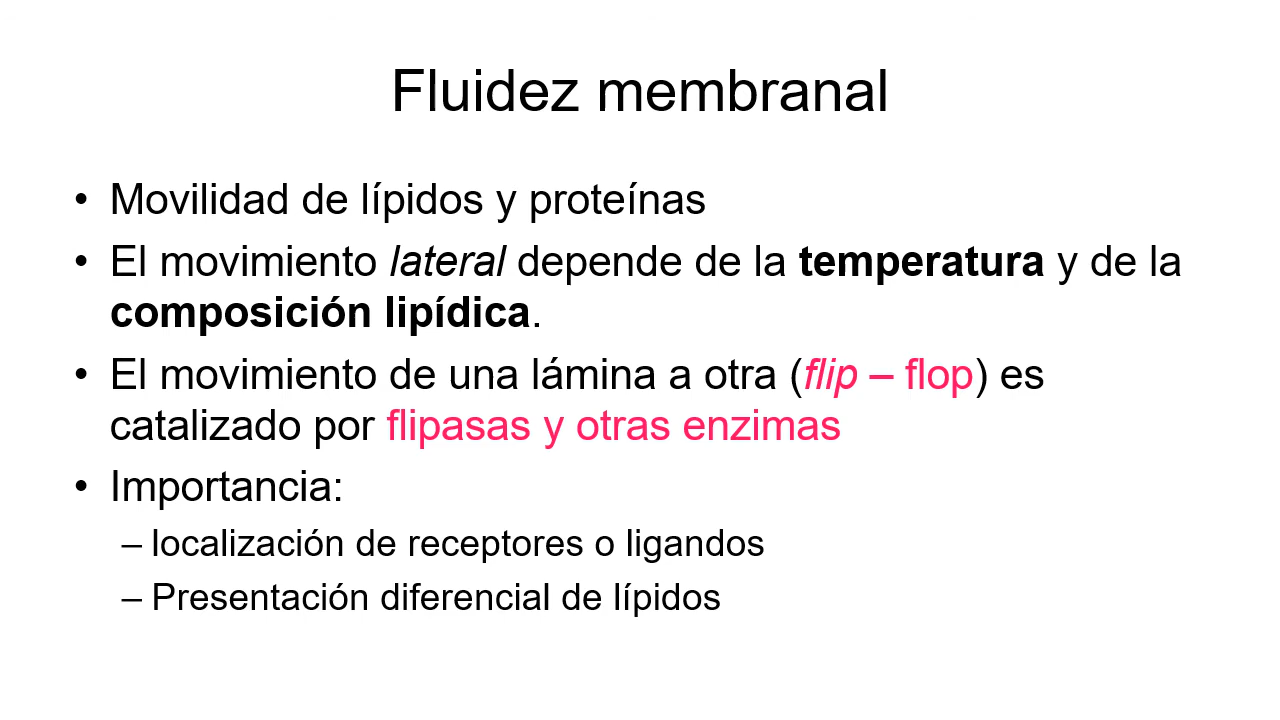 Fluidez membranal
• Movilidad de lípidos y proteínas
• El movimiento lateral depende de la temperatura y de la
composición lipídica.
• El movimiento de una lámina a otra (flip – flop) es
catalizado por flipasas y otras enzimas
• Importancia:
– localización de receptores o ligandos
– Presentación diferencial de lípidos